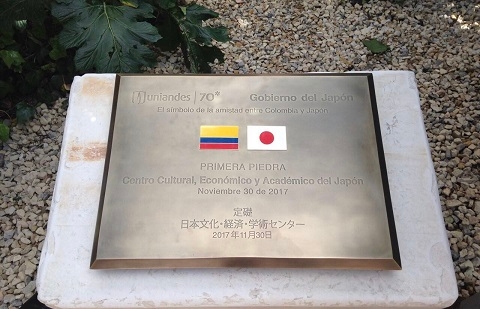 uniandes | 70* Gobierno del Japón
El símbolo de la amistad entre Colombia y Japón
PRIMERA PIEDRA
Centro Cultural, Económico y Académico del Japón
Noviembre 30 de 2017
定礎
日本文化・経済・学術センター
2017年11月30日